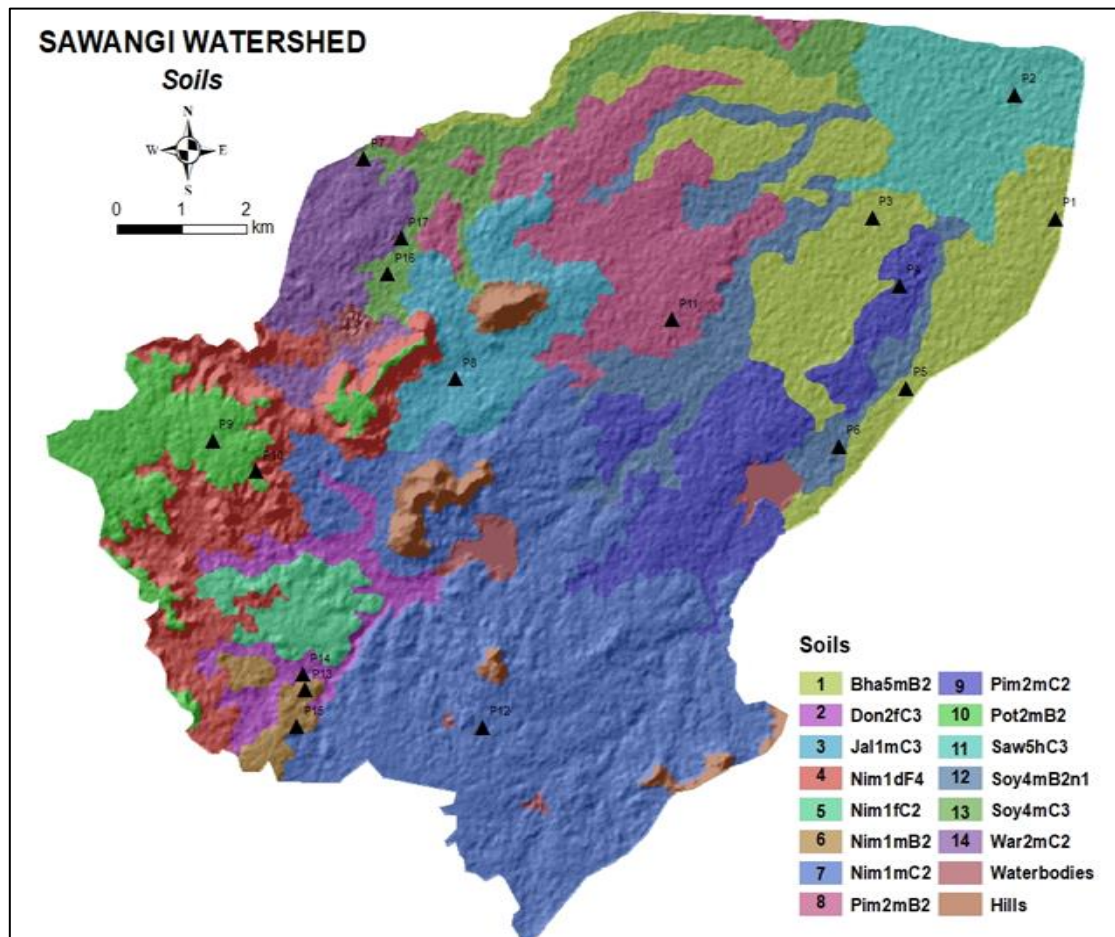 SAWANGI WATERSHED
Soils
N
W E
S
0 1 2
km
P2
P7
P1
P3
P17
P16
P4
P11
P8
P5
P6
P9
P10
P14
P13
P15
P12
Soils
1 Bha5mB2
2 Don2fC3
3 Jal1mC3
4 Nim1dF4
5 Nim1fC2
6 Nim1mB2
7 Nim1mC2
8 Pim2mB2
9 Pim2mC2
10 Pot2mB2
11 Saw5hC3
12 Soy4mB2n1
13 Soy4mC3
14 War2mC2
Waterbodies
Hills